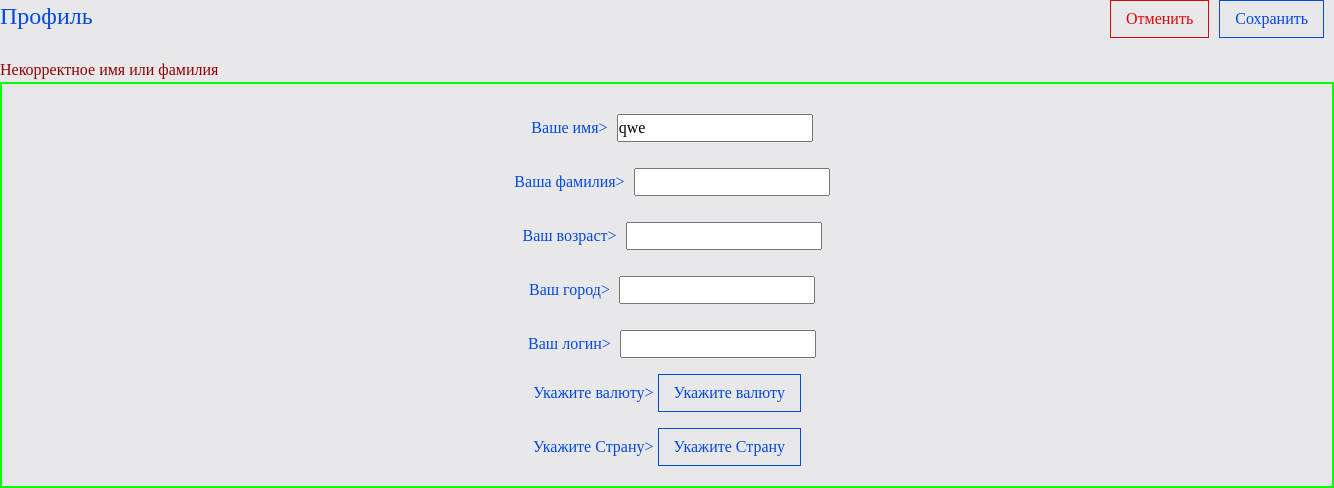 Профиль
Отменить Сохранить
Некорректное имя или фамилия
Ваше имя> qwe
Ваша фамилия>
Ваш возраст>
Ваш город>
Ваш логин>
Укажите валюту> Укажите валюту
Укажите Страну> Укажите Страну